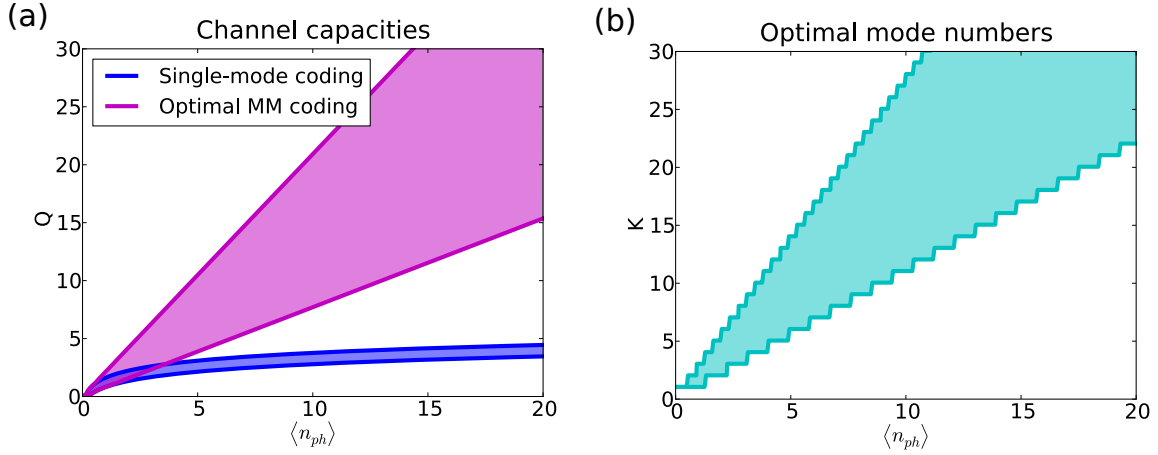 (a)
Channel capacities
Single-mode coding
Optimal MM coding
30
25
20
15
10
5
0
Q
0 5 10 15 20
⟨n_ph⟩
(b)
Optimal mode numbers
30
25
20
15
10
5
0
K
0 5 10 15 20
⟨n_ph⟩